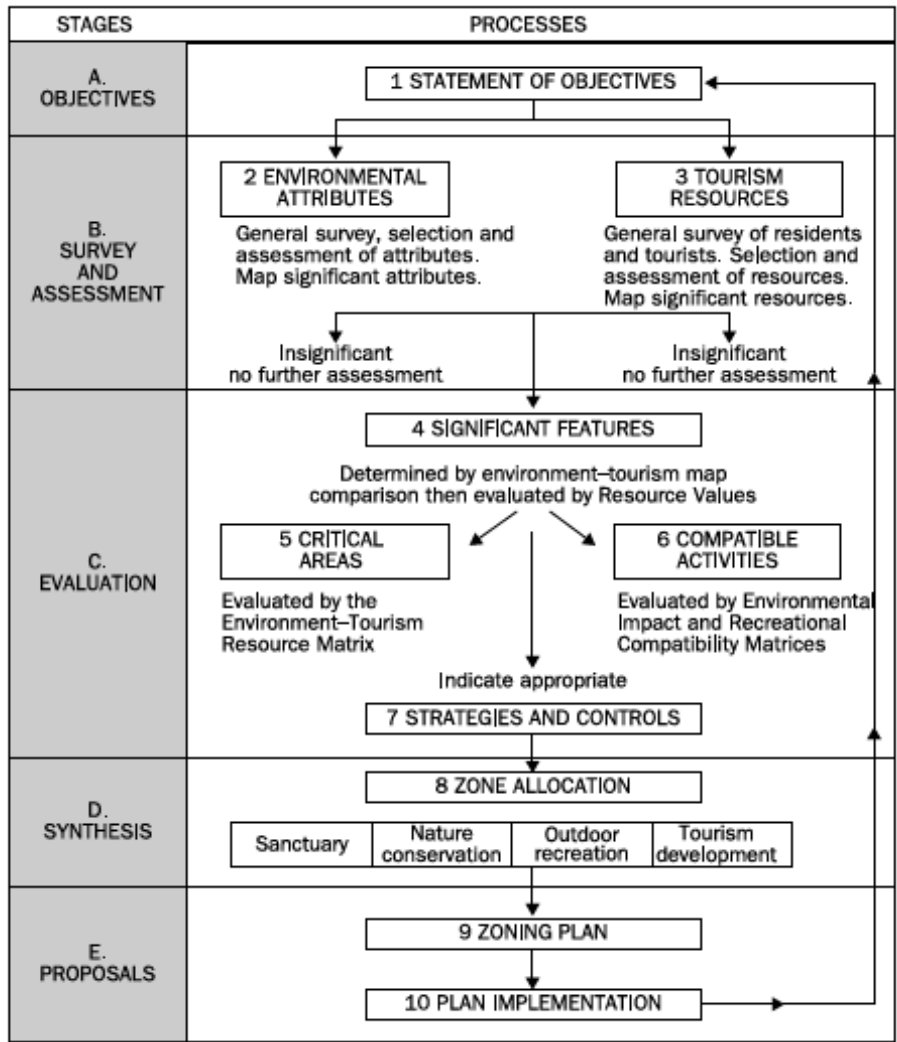 STAGES
PROCESSES
A.
OBJECTIVES
1 STATEMENT OF OBJECTIVES
B.
SURVEY
AND
ASSESSMENT
2 ENVIRONMENTAL
ATTRIBUTES
General survey, selection and
assessment of attributes.
Map significant attributes.
3 TOURISM
RESOURCES
General survey of residents
and tourists. Selection and
assessment of resources.
Map significant resources.
Insignificant
no further assessment
Insignificant
no further assessment
C.
EVALUATION
4 SIGNIFICANT FEATURES
Determined by environment–tourism map
comparison then evaluated by Resource Values
5 CRITICAL
AREAS
Evaluated by the
Environment–Tourism
Resource Matrix
6 COMPATIBLE
ACTIVITIES
Evaluated by Environmental
Impact and Recreational
Compatibility Matrices
Indicate appropriate
7 STRATEGIES AND CONTROLS
D.
SYNTHESIS
8 ZONE ALLOCATION
Sanctuary
Nature
conservation
Outdoor
recreation
Tourism
development
E.
PROPOSALS
9 ZONING PLAN
10 PLAN IMPLEMENTATION